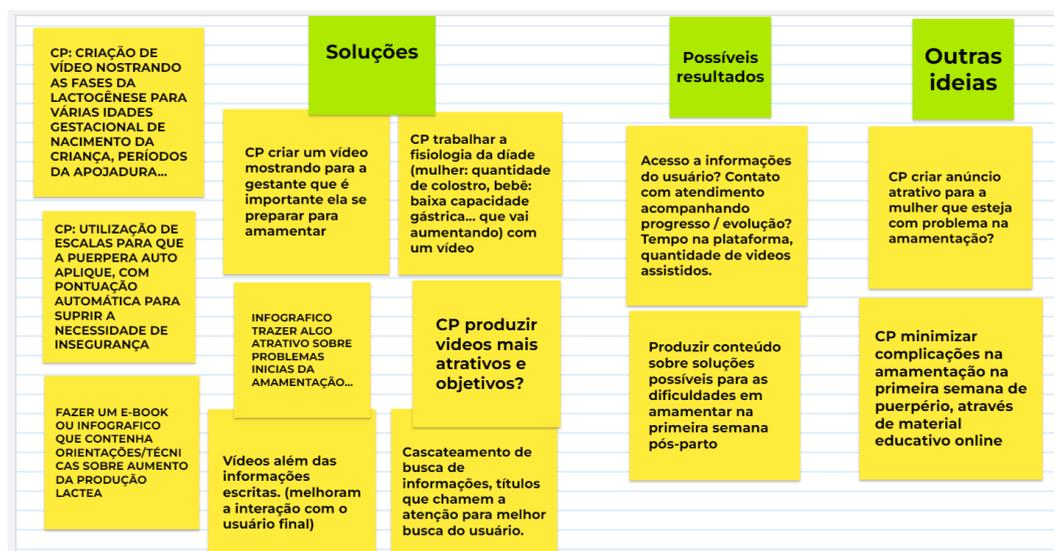 CP: CRIAÇÃO DE
VÍDEO NOSTRANDO
AS FASES DA
LACTOGÊNESE PARA
VÁRIAS IDADES
GESTACIONAL DE
NACIMENTO DA
CRIANÇA, PERÍODOS
DA APOJADURA...
CP: UTILIZAÇÃO DE
ESCALAS PARA QUE
A PUERPERA AUTO
APLIQUE, COM
PONTUAÇÃO
AUTOMÁTICA PARA
SUPRIR A
NECESSIDADE DE
INSEGURANÇA
FAZER UM E-BOOK
OU INFOGRAFICO
QUE CONTENHA
ORIENTAÇÕES/TÉCNI
CAS SOBRE AUMENTO
DA PRODUÇÃO
LACTEA
Soluções
CP criar um vídeo
mostrando para a
gestante que é
importante ela se
preparar para
amamentar
CP trabalhar a
fisiologia da díade
(mulher: quantidade
de colostro, bebê:
baixa capacidade
gástrica... que vai
aumentando) com
um vídeo
INFOGRAFICO
TRAZER ALGO
ATRATIVO SOBRE
PROBLEMAS
INICIAS DA
AMAMENTAÇÃO...
CP produzir
videos mais
atrativos e
objetivos?
Vídeos além das
informações
escritas. (melhoram
a interação com o
usuário final)
Cascateamento de
busca de
informações, títulos
que chamem a
atenção para melhor
busca do usuário.
Possíveis
resultados
Acesso a informações
do usuário? Contato
com atendimento
acompanhando
progresso / evolução?
Tempo na plataforma,
quantidade de videos
assistidos.
Produzir conteúdo
sobre soluções
possíveis para as
dificuldades em
amamentar na
primeira semana
pós-parto
Outras
ideias
CP criar anúncio
atrativo para a
mulher que esteja
com problema na
amamentação?
CP minimizar
complicações na
amamentação na
primeira semana de
puerpério, através
de material
educativo online